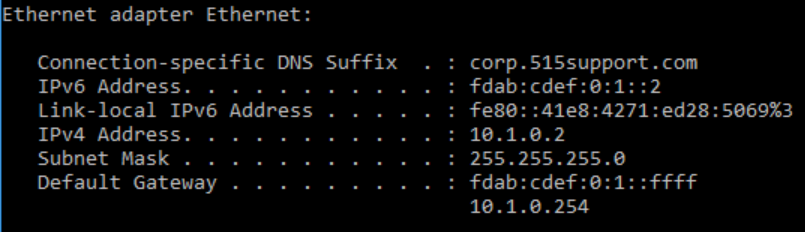 Ethernet adapter Ethernet:
Connection-specific DNS Suffix  . : corp.515support.com
IPv6 Address. . . . . . . . . . . : fdab:cdef:0:1::2
Link-local IPv6 Address . . . . . : fe80::41e8:4271:ed28:5069%3
IPv4 Address. . . . . . . . . . . : 10.1.0.2
Subnet Mask . . . . . . . . . . . : 255.255.255.0
Default Gateway . . . . . . . . . : fdab:cdef:0:1::ffff
10.1.0.254